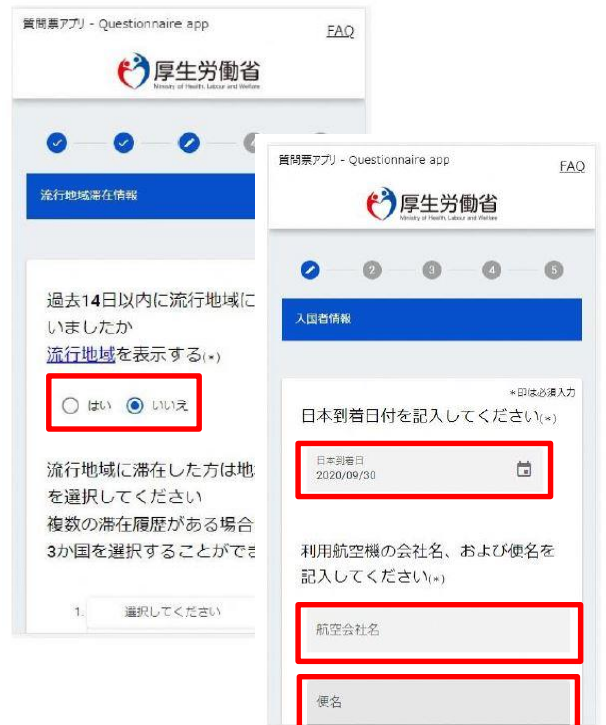 質問票アプリ - Questionnaire app
FAQ
厚生労働省
Ministry of Health, Labour and Welfare
流行地域滞在情報
過去14日以内に流行地域に
いましたか
流行地域を表示する(*)
はい
いいえ
流行地域に滞在した方は地
を選択してください
複数の滞在履歴がある場合
3か国を選択することができ
1.
選択してください
質問票アプリ - Questionnaire app
FAQ
厚生労働省
Ministry of Health, Labour and Welfare
2
3
4
5
入国者情報
*印は必須入力
日本到着日付を記入してください(*)
日本到着日
2020/09/30
利用航空機の会社名、および便名を
記入してください(*)
航空会社名
便名